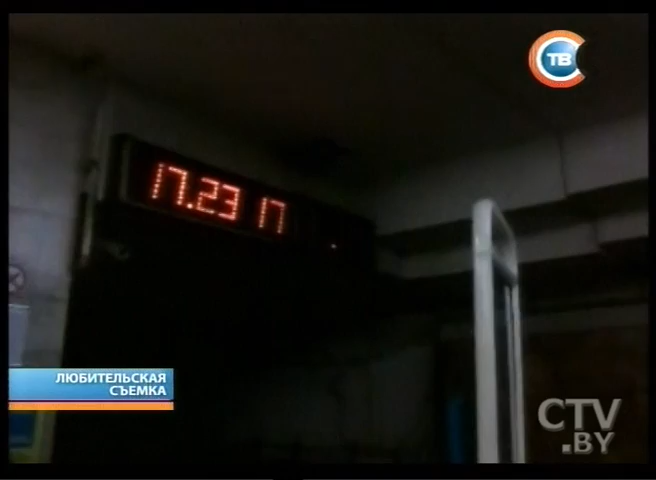 ТВ
17.23 17
ЛЮБИТЕЛЬСКАЯ
СЪЕМКА
CTV
.BY